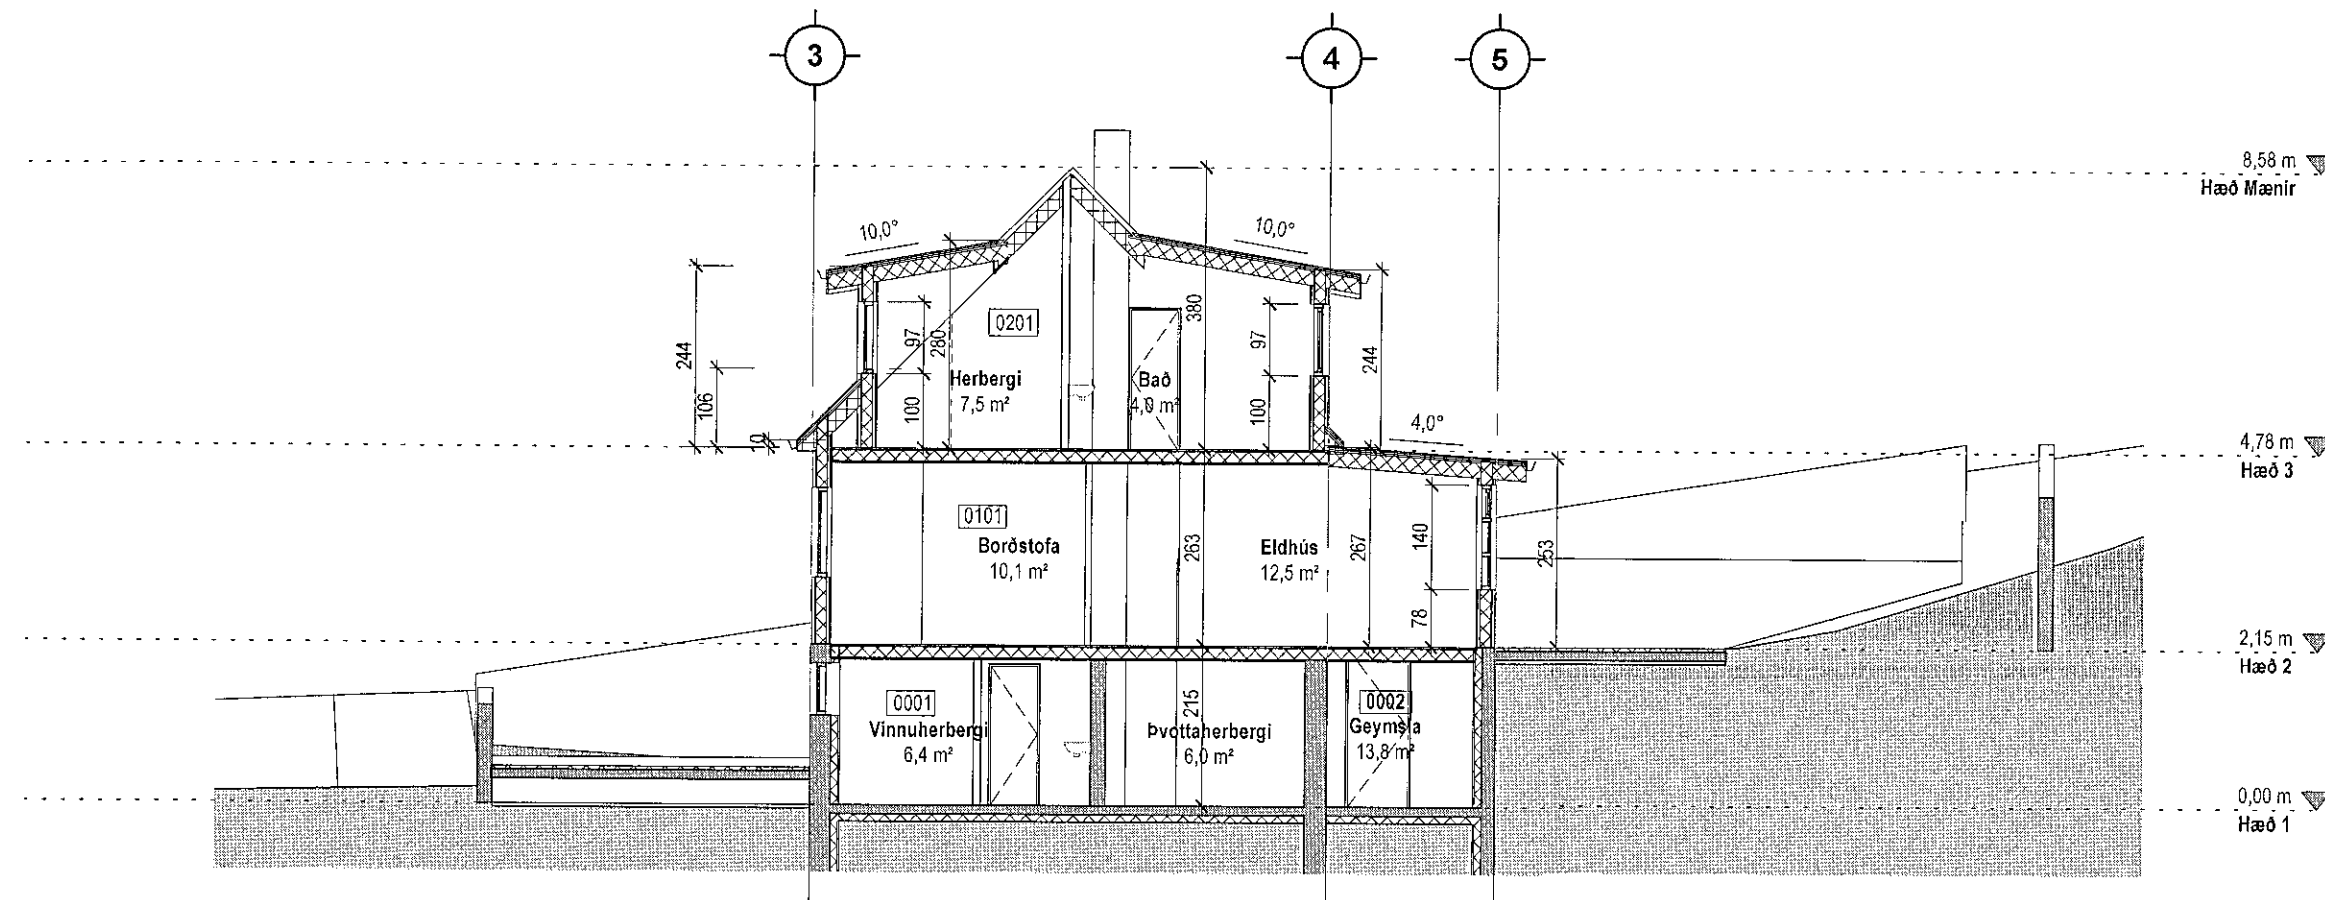 3
4
5
8,58 m
Hæð Mænir
10,0°
10,0°
244
106
10
97
280
100
0201
Herbergi
7,5 m²
380
Bað
4,0 m²
97
100
244
4,0°
4,78 m
Hæð 3
0101
Borðstofa
10,1 m²
263
Eldhús
12,5 m²
267
140
78
253
2,15 m
Hæð 2
0001
Vinnuherbergi
6,4 m²
215
Þvottaherbergi
6,0 m²
0002
Geymsla
13,8 m²
0,00 m
Hæð 1